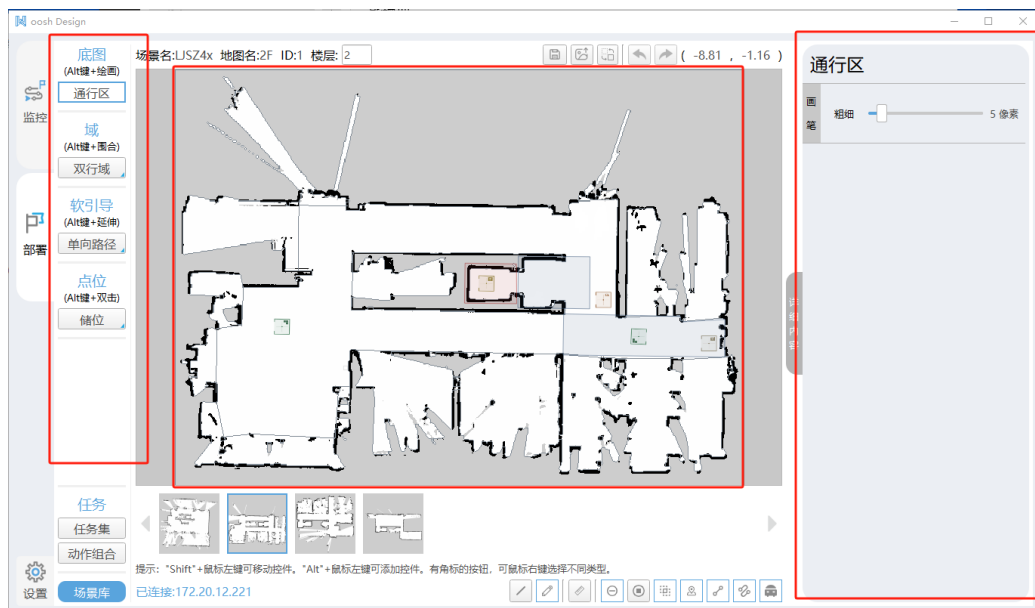 oosh Design
监控
部署
设置
底图
(Alt键+绘画)
通行区
域
(Alt键+围合)
双行域
软引导
(Alt键+延伸)
单向路径
点位
(Alt键+双击)
储位
任务
任务集
动作组合
场景库
场景名:LJSZ4x 地图名:2F ID:1 楼层: 2
( -8.81 , -1.16 )
详细内容
通行区
画笔
粗细
5 像素
提示: "Shift"+鼠标左键可移动控件。"Alt"+鼠标左键可添加控件。有角标的按钮，可鼠标右键选择不同类型。
已连接:172.20.12.221